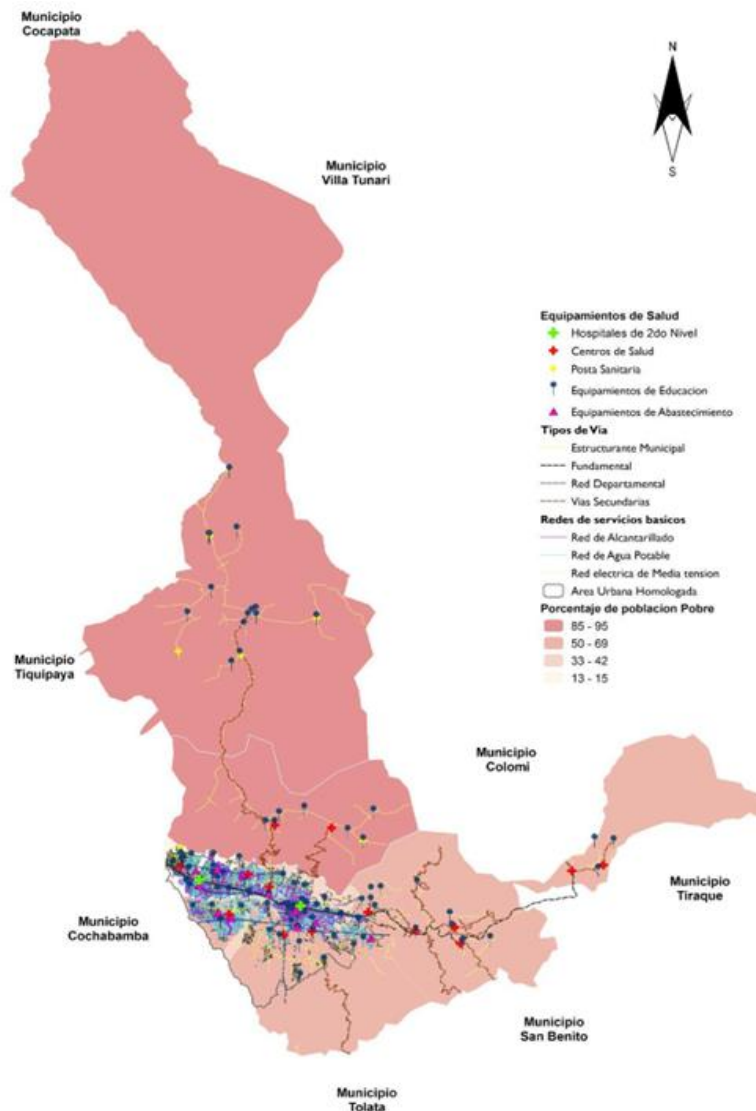 Municipio
Cocapata
N
S
Municipio
Villa Tunari
Equipamientos de Salud
Hospitales de 2do Nivel
Centros de Salud
Posta Sanitaria
Equipamientos de Educacion
Equipamientos de Abastecimiento
Tipos de Via
Estructurante Municipal
Fundamental
Red Departamental
Vias Secundarias
Redes de servicios basicos
Red de Alcantarillado
Red de Agua Potable
Red electrica de Media tension
Area Urbana Homologada
Porcentaje de poblacion Pobre
85 - 95
50 - 69
33 - 42
13 - 15
Municipio
Tiquipaya
Municipio
Colomi
Municipio
Tiraque
Municipio
Cochabamba
Municipio
San Benito
Municipio
Tolata